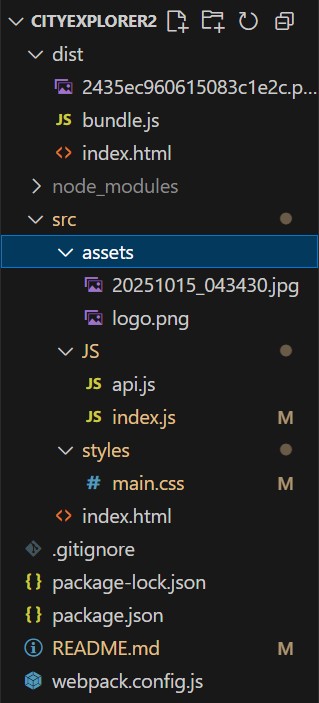 CITYEXPLORER2
dist
2435ec960615083c1e2c.p...
JS bundle.js
<> index.html
node_modules
src
assets
20251015_043430.jpg
logo.png
JS
JS api.js
JS index.js M
styles
# main.css M
<> index.html
.gitignore
{} package-lock.json
{} package.json
README.md M
webpack.config.js